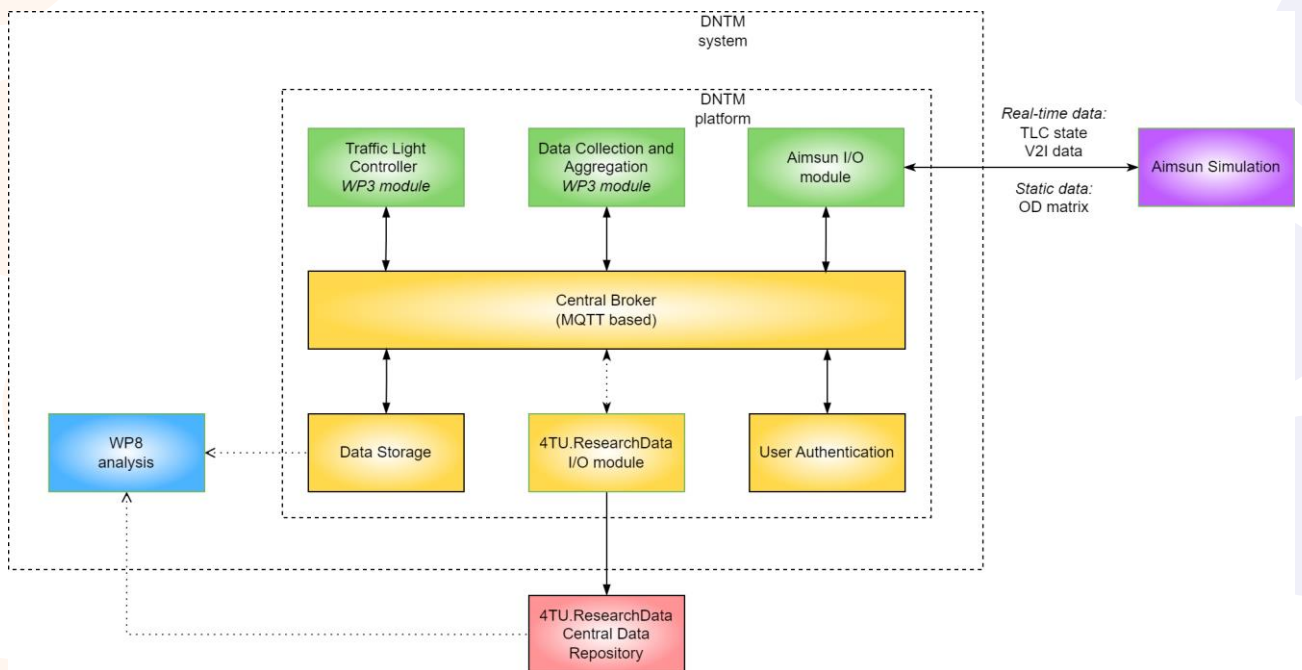 DNTM
system
DNTM
platform
Traffic Light
Controller
WP3 module
Data Collection and
Aggregation
WP3 module
Aimsun I/O
module
Real-time data:
TLC state
V2I data
Static data:
OD matrix
Aimsun Simulation
Central Broker
(MQTT based)
WP8
analysis
Data Storage
4TU.ResearchData
I/O module
User Authentication
4TU.ResearchData
Central Data
Repository